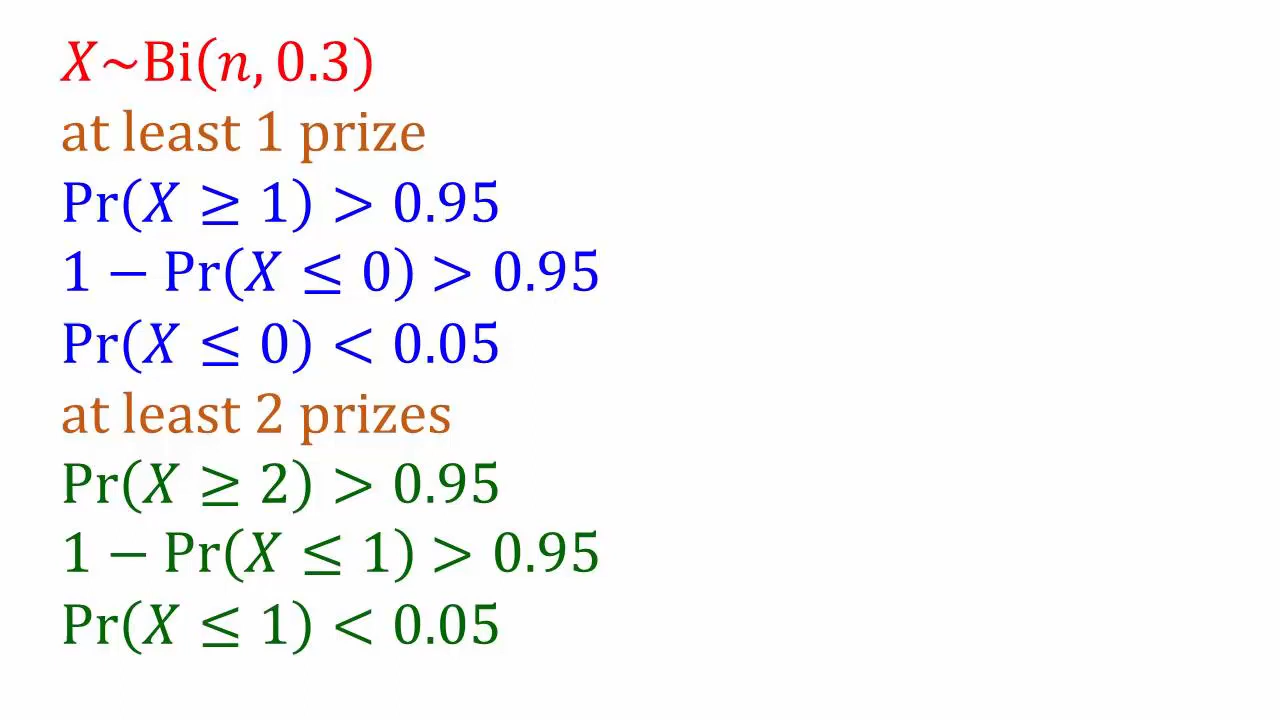 X~Bi(n, 0.3)
at least 1 prize
Pr(X ≥ 1) > 0.95
1 − Pr(X ≤ 0) > 0.95
Pr(X ≤ 0) < 0.05
at least 2 prizes
Pr(X ≥ 2) > 0.95
1 − Pr(X ≤ 1) > 0.95
Pr(X ≤ 1) < 0.05